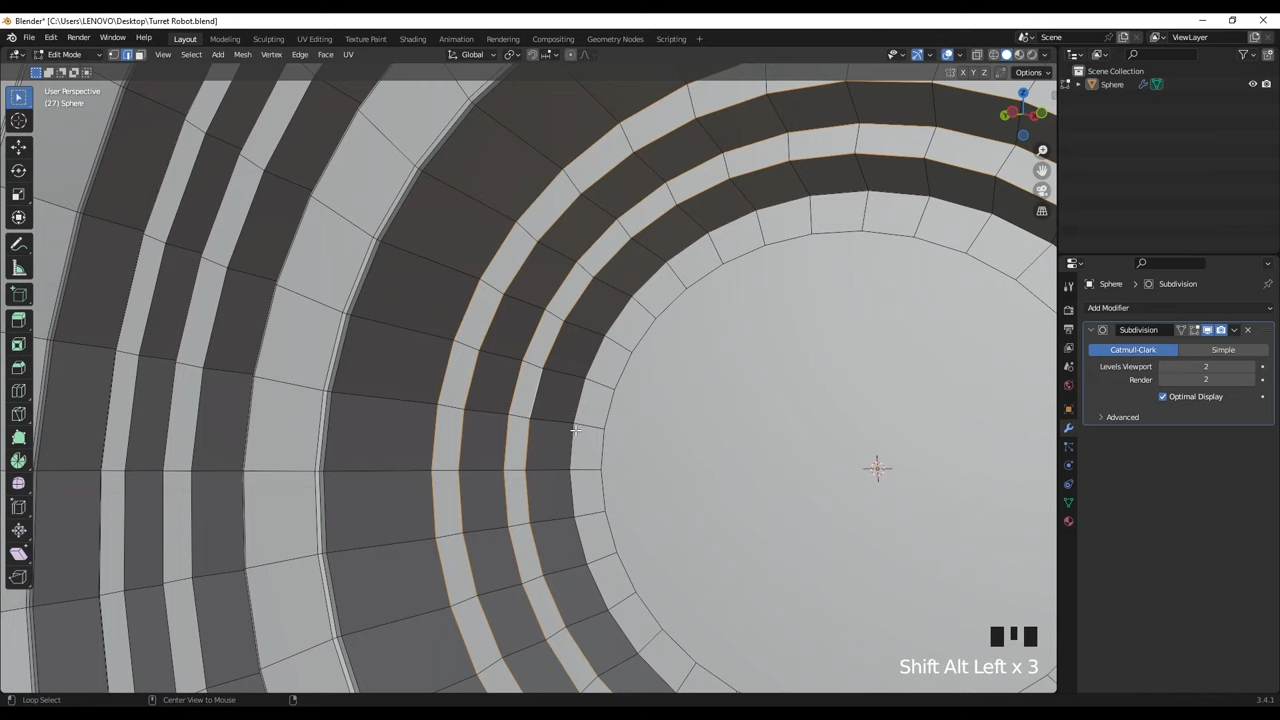 Blender* [C:\Users\LENOVO\Desktop\Turret Robot.blend]
File Edit Render Window Help Layout Modeling Sculpting UV Editing Texture Paint Shading Animation Rendering Compositing Geometry Nodes Scripting Scene ViewLayer
Edit Mode View Select Add Mesh Vertex Edge Face UV Global
X Y Z Options
Scene Collection
Sphere
User Perspective
(27) Sphere
Sphere > Subdivision
Add Modifier
Subdivision
Catmull-Clark Simple
Levels Viewport 2
Render 2
Optimal Display
Advanced
Shift Alt Left x 3
Loop Select Center View to Mouse 3.4.1